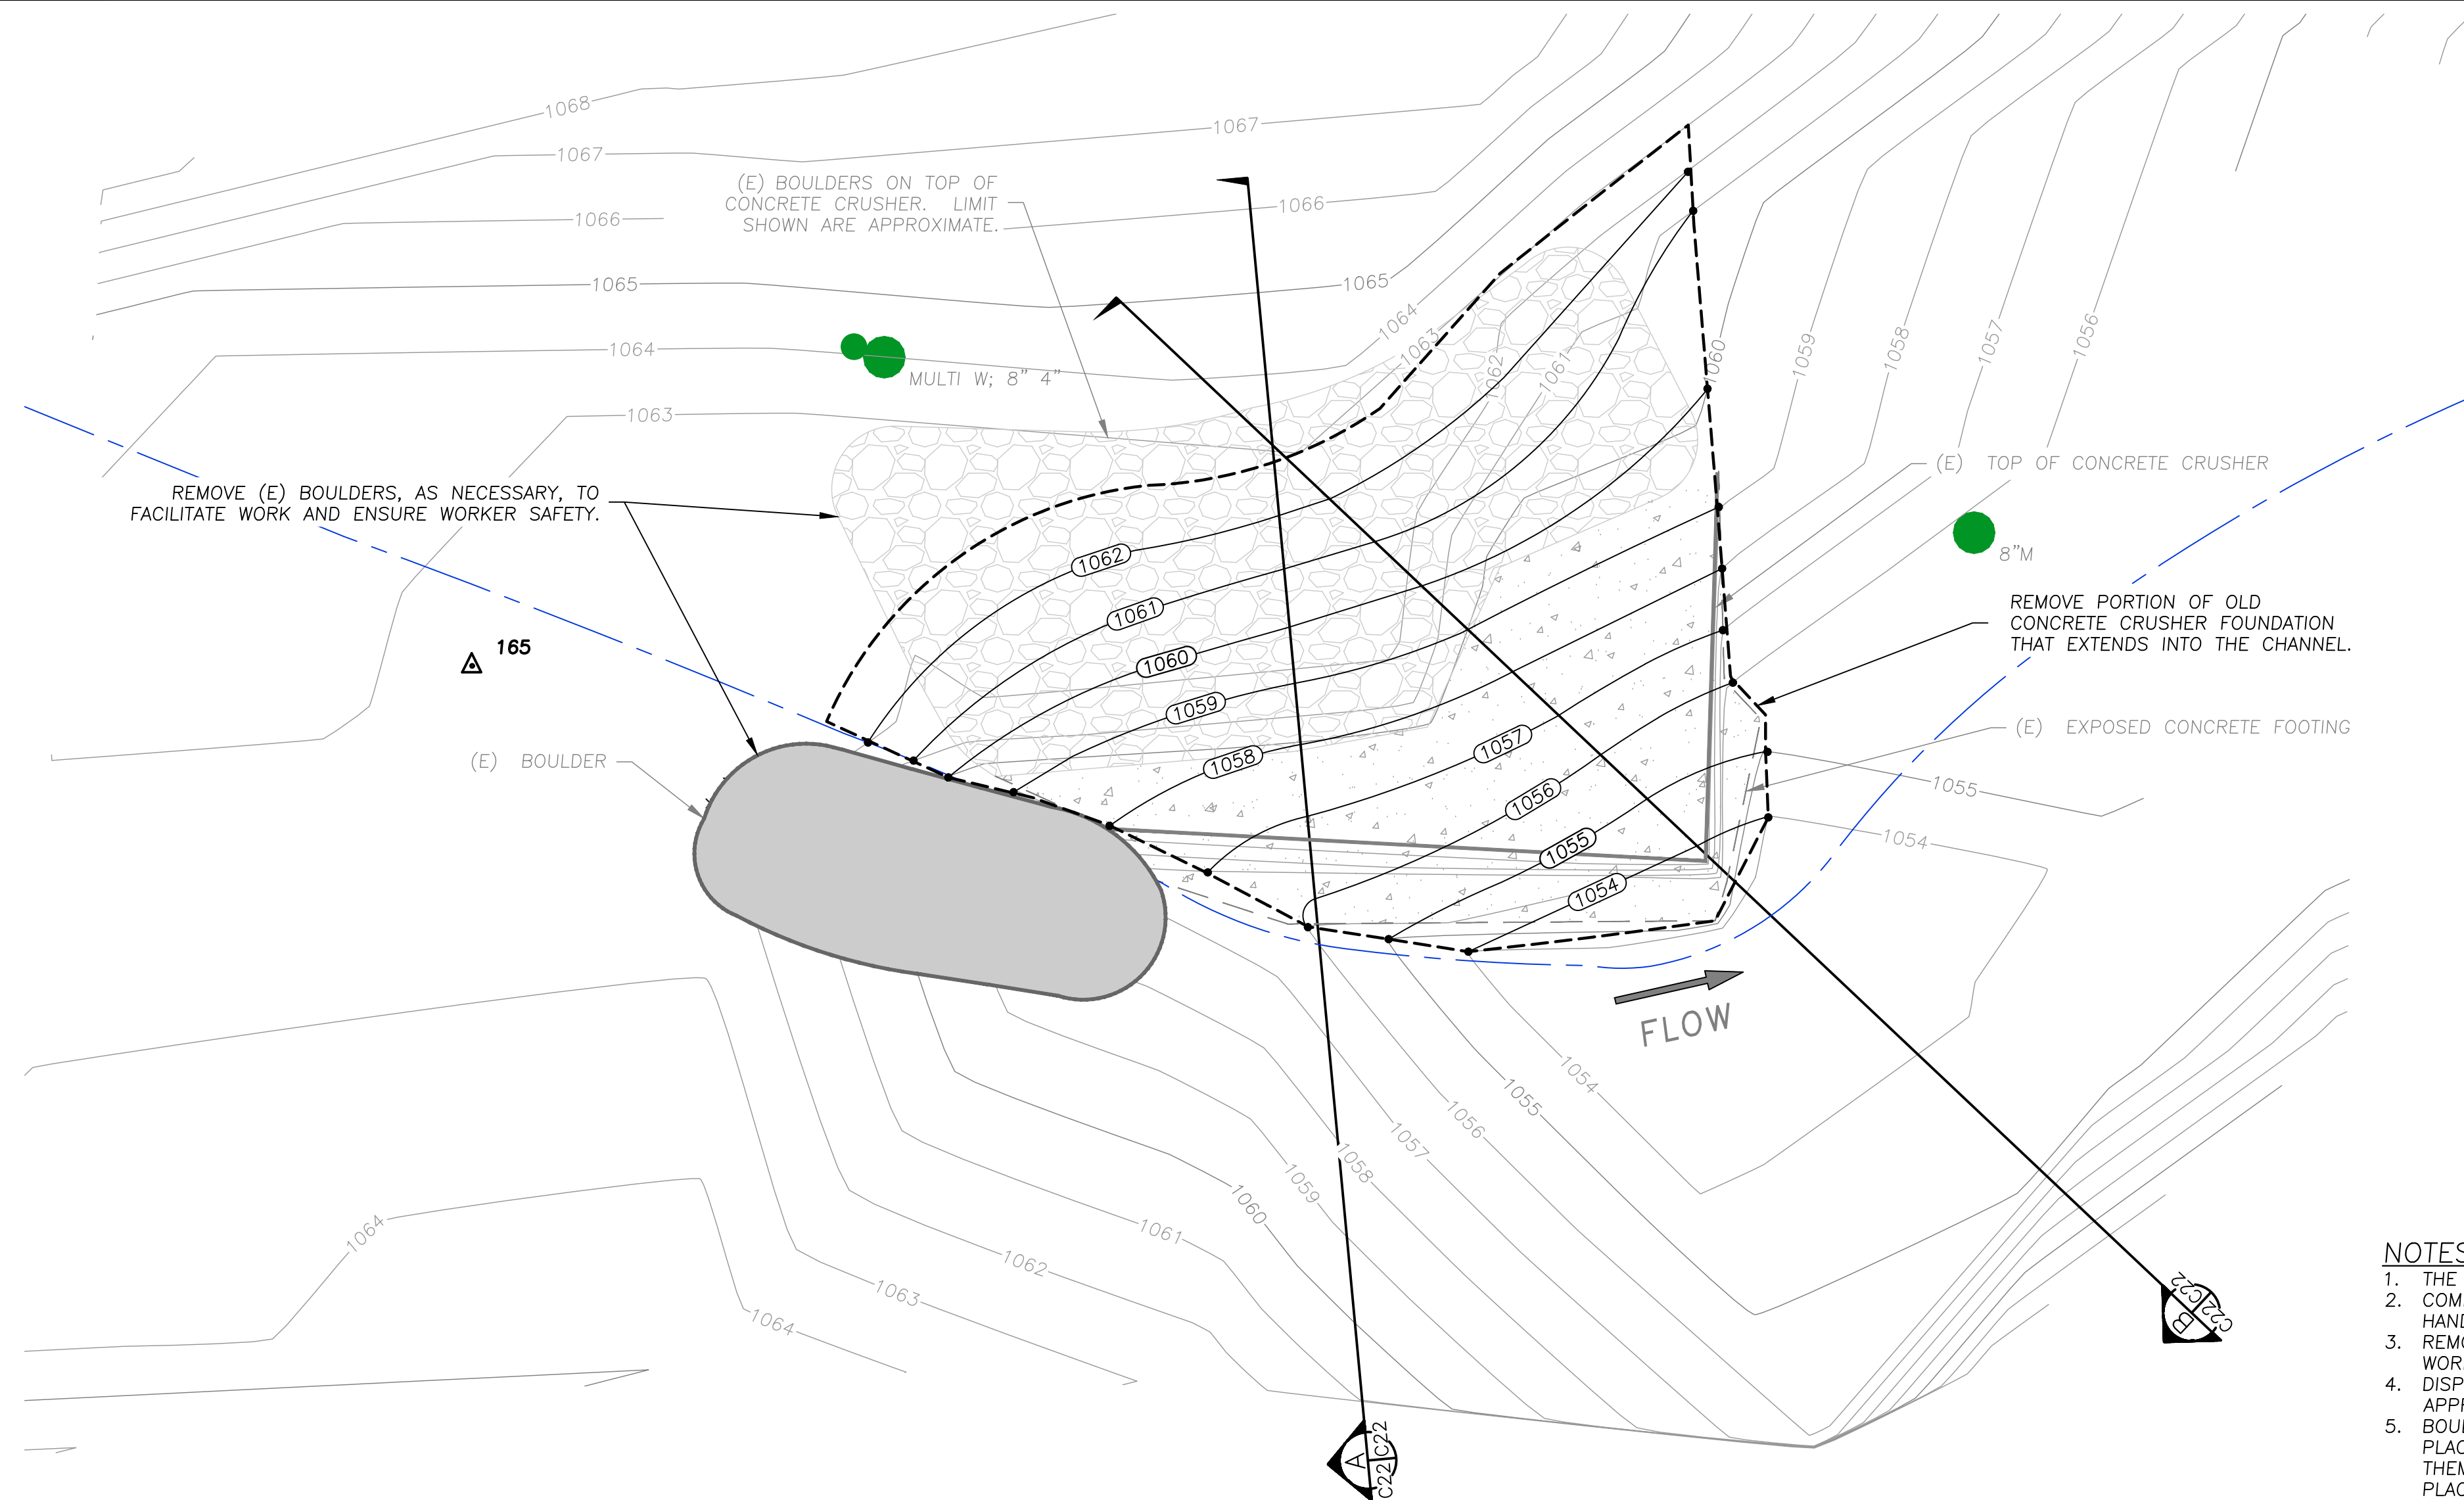 1068
1067
1067
(E) BOULDERS ON TOP OF
CONCRETE CRUSHER. LIMIT
SHOWN ARE APPROXIMATE.
1066
1066
1065
1065
1064
1064
1063
1062
1061
1060
1059
1058
1057
1056
MULTI W; 8" 4"
1063
REMOVE (E) BOULDERS, AS NECESSARY, TO
FACILITATE WORK AND ENSURE WORKER SAFETY.
(E) TOP OF CONCRETE CRUSHER
8"M
1062
1061
1060
1059
1058
1057
1056
1055
1054
REMOVE PORTION OF OLD
CONCRETE CRUSHER FOUNDATION
THAT EXTENDS INTO THE CHANNEL.
165
(E) EXPOSED CONCRETE FOOTING
(E) BOULDER
1055
1054
FLOW
1054
1055
1056
1057
1058
1059
1060
1061
1062
1063
1064
1064
A
C22
C22
B
C22
C22
NOTES
1. THE
2. COM
HAND
3. REMO
WOR
4. DISP
APPR
5. BOUL
PLAC
THEM
PLAC